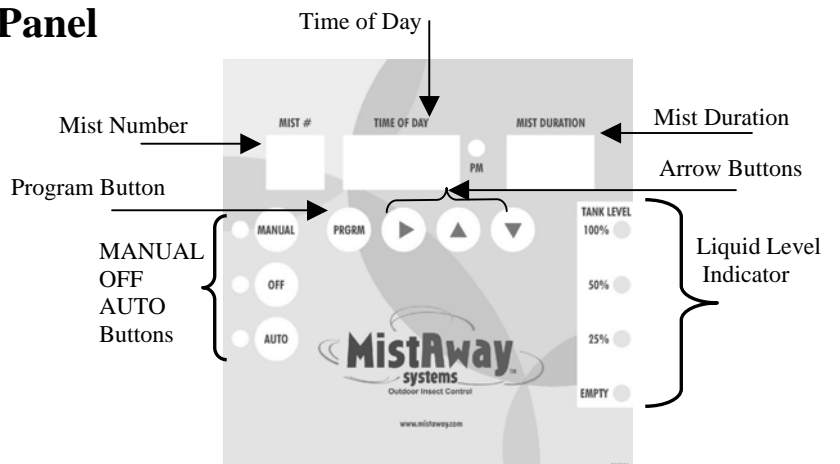 Panel
Time of Day
MIST #
TIME OF DAY
MIST DURATION
Mist Number
Mist Duration
PM
Arrow Buttons
Program Button
TANK LEVEL
MANUAL
PRGRM
100%
MANUAL
OFF
AUTO
Buttons
OFF
50%
Liquid Level
Indicator
AUTO
25%
MistAway™
systems
Outdoor Insect Control
EMPTY
www.mistaway.com